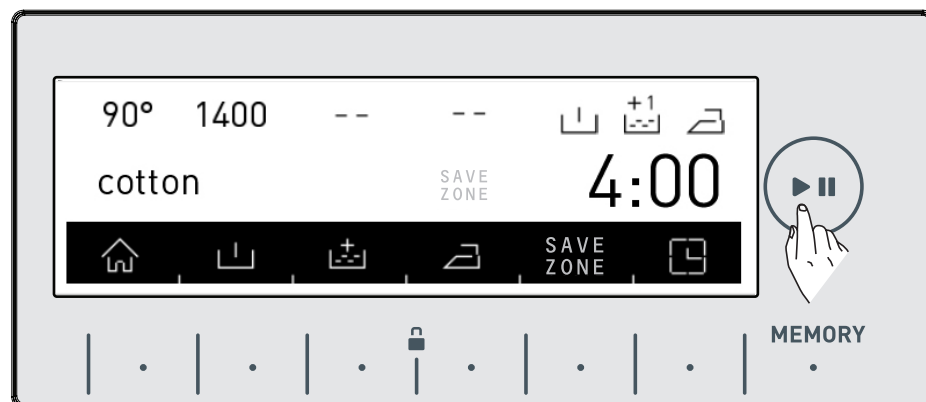 90° 1400 -- --
+1
cotton
SAVE
ZONE
4:00
+
SAVE
ZONE
MEMORY